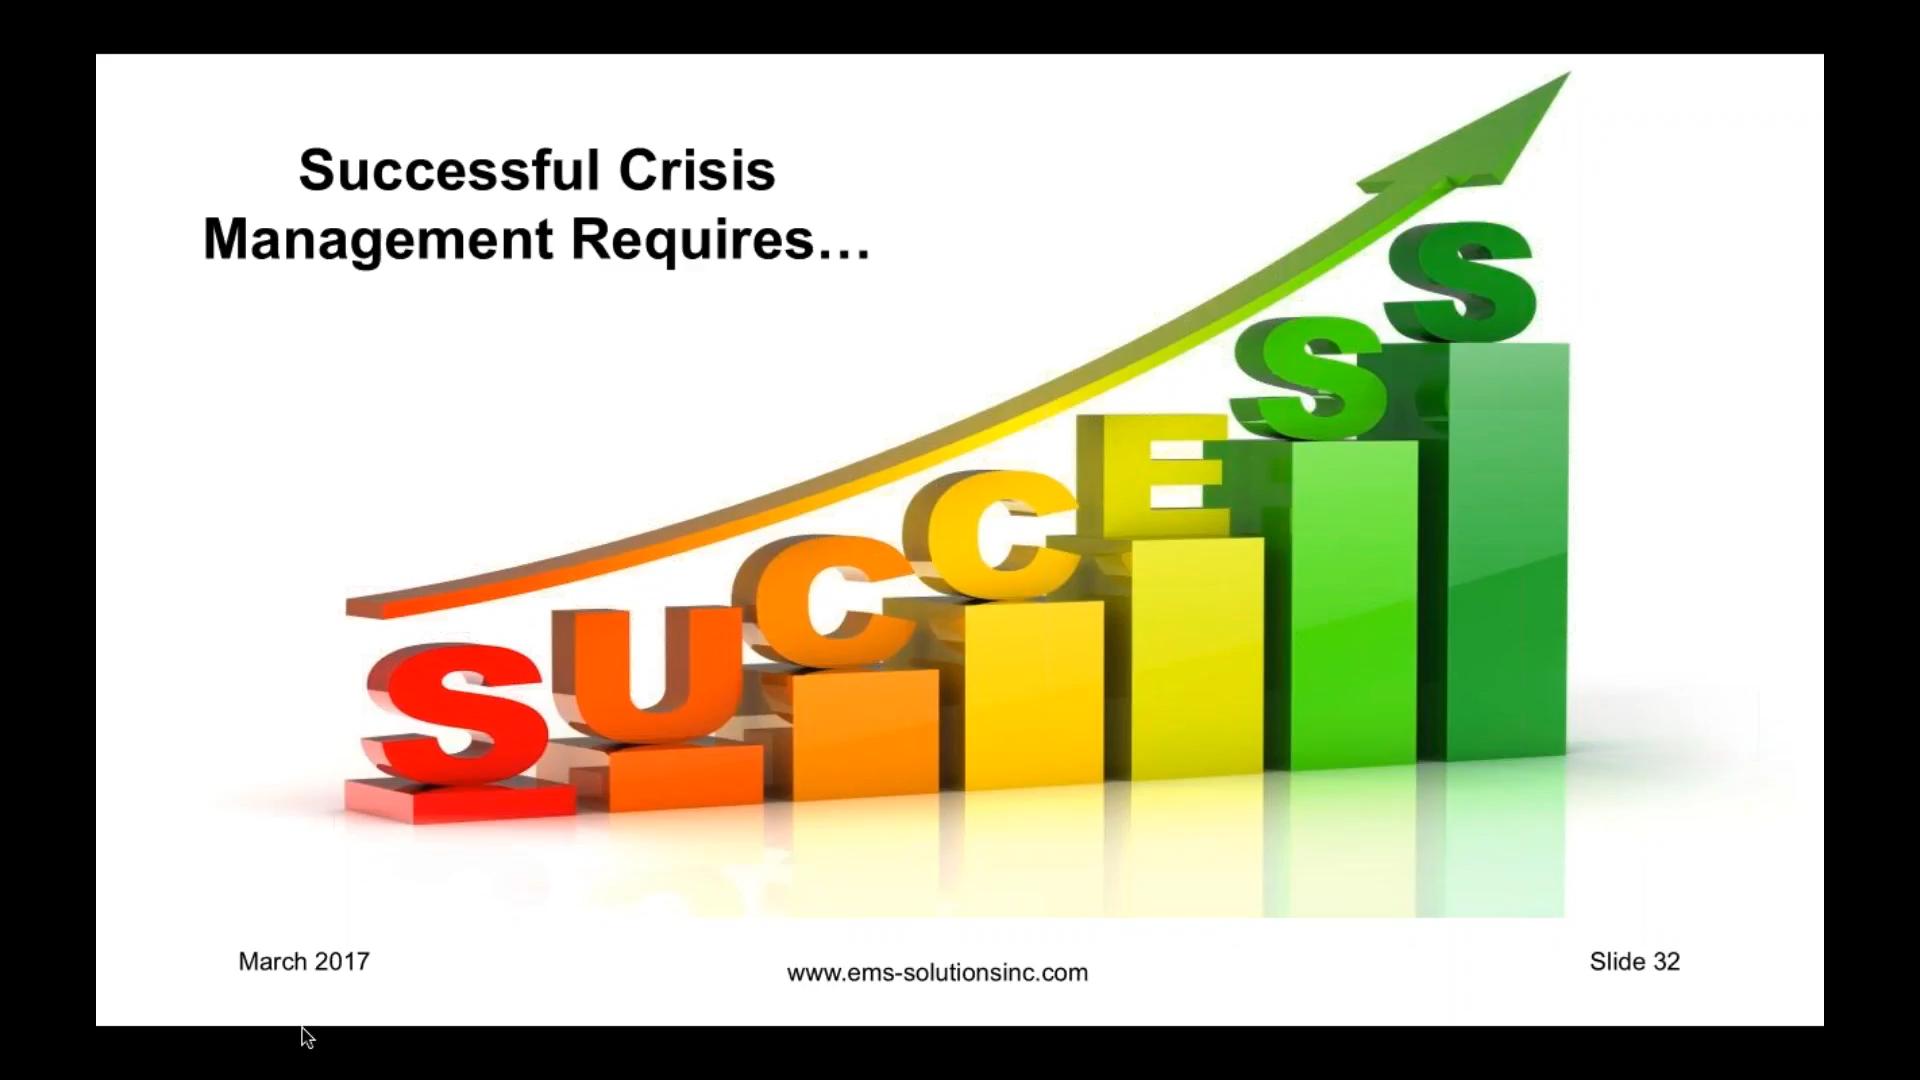 Successful Crisis
Management Requires…
SUCCESS
March 2017
www.ems-solutionsinc.com
Slide 32